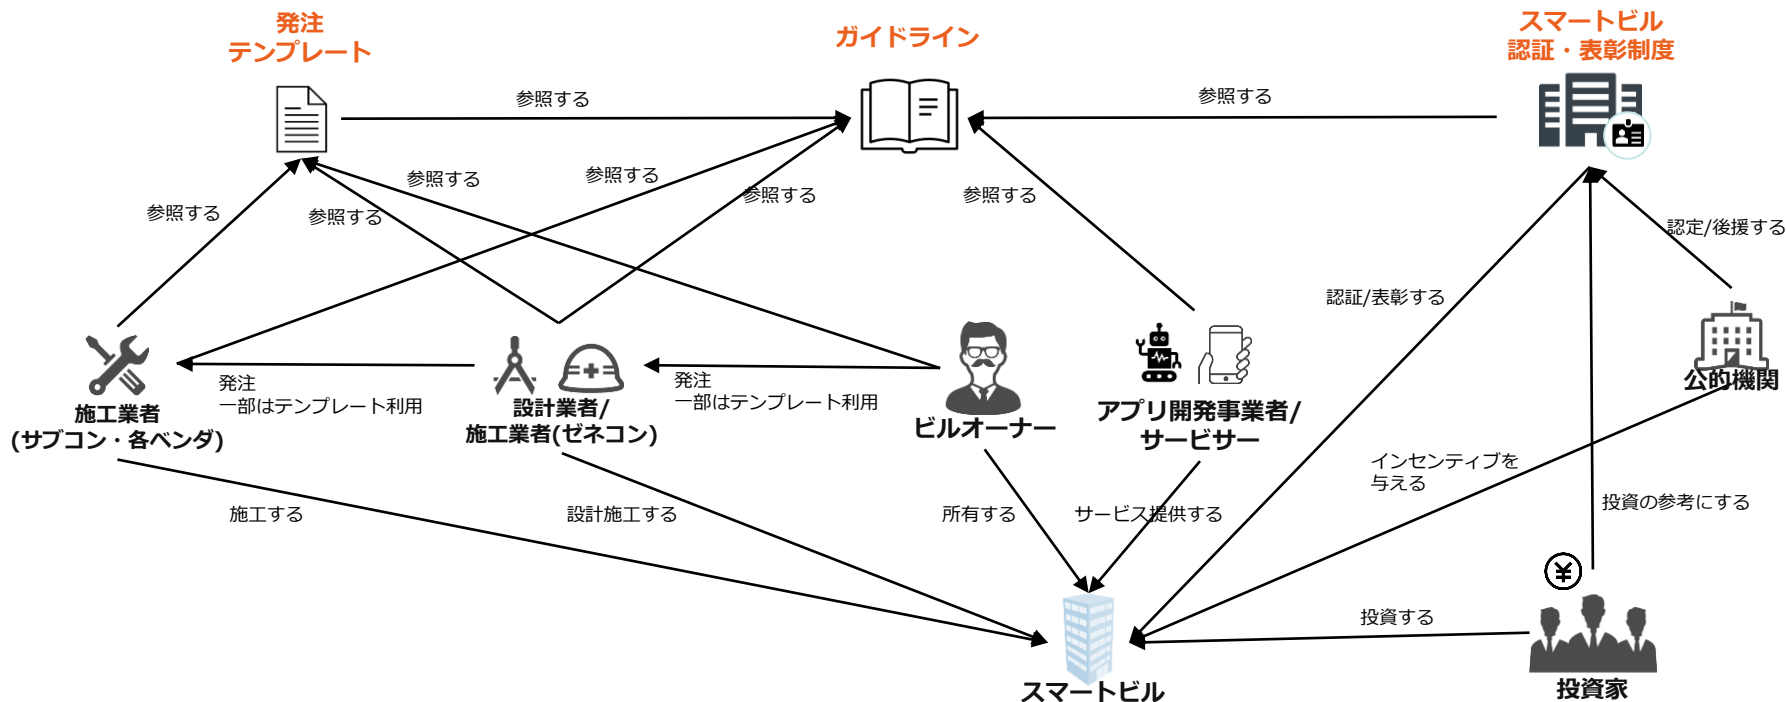 発注
テンプレート
ガイドライン
スマートビル
認証・表彰制度
参照する
参照する
参照する
参照する
参照する
参照する
参照する
参照する
認定/後援する
認証/表彰する
発注
一部はテンプレート利用
発注
一部はテンプレート利用
公的機関
施工業者
(サブコン・各ベンダ)
設計業者/
施工業者(ゼネコン)
ビルオーナー
アプリ開発事業者/
サービサー
インセンティブを
与える
施工する
設計施工する
所有する
サービス提供する
投資の参考にする
¥
投資する
スマートビル
投資家